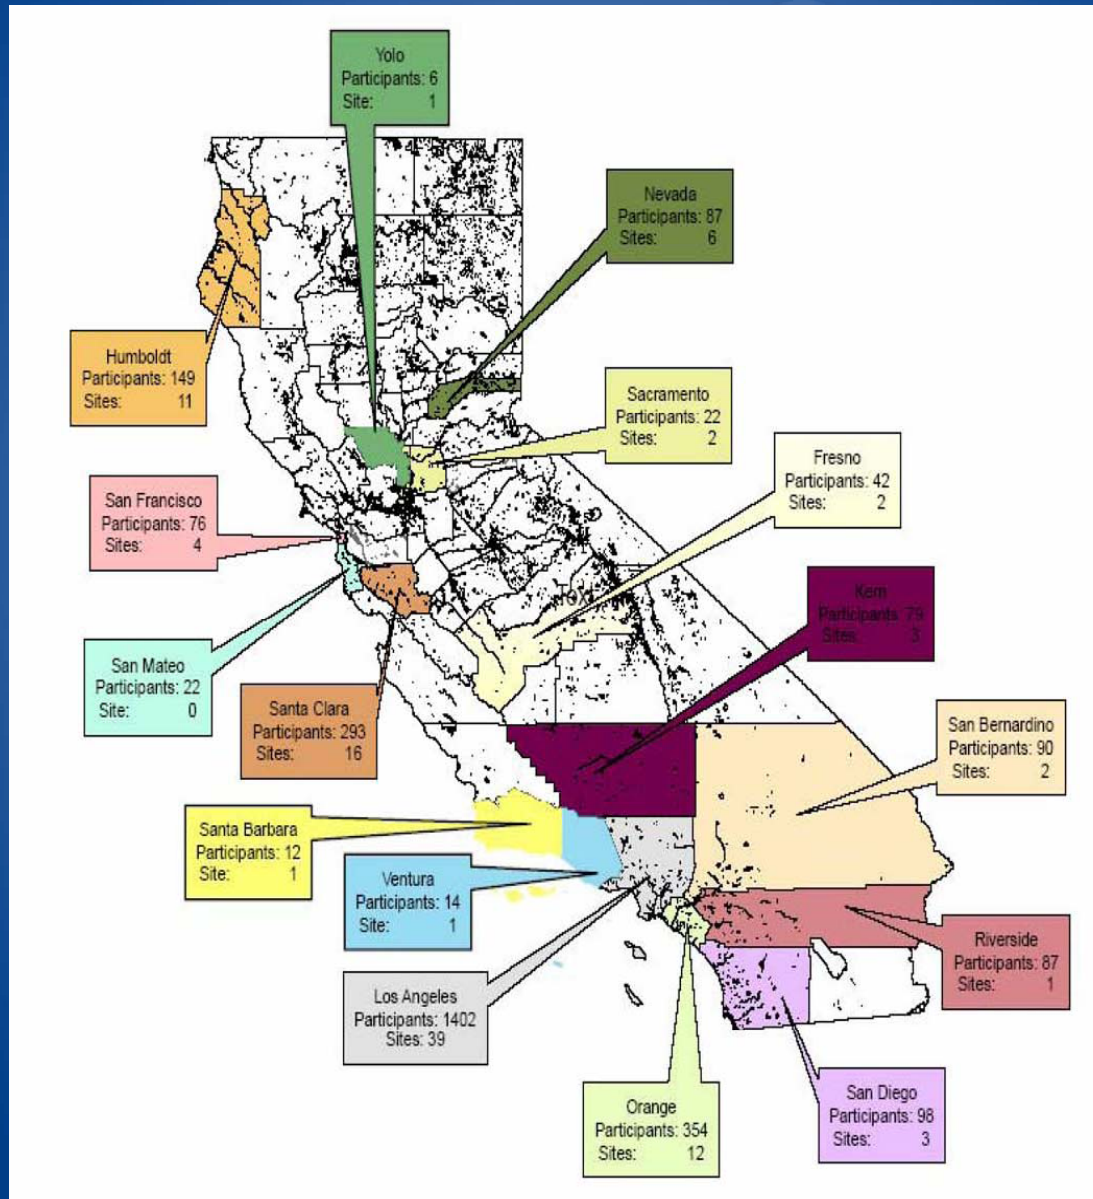 Yolo
Participants: 6
Site: 1
Nevada
Participants: 87
Sites: 6
Humboldt
Participants: 149
Sites: 11
Sacramento
Participants: 22
Sites: 2
Fresno
Participants: 42
Sites: 2
San Francisco
Participants: 76
Sites: 4
Kern
Participants: 79
Sites: 3
San Mateo
Participants: 22
Site: 0
Santa Clara
Participants: 293
Sites: 16
San Bernardino
Participants: 90
Sites: 2
Santa Barbara
Participants: 12
Site: 1
Ventura
Participants: 14
Site: 1
Riverside
Participants: 87
Sites: 1
Los Angeles
Participants: 1402
Sites: 39
Orange
Participants: 354
Sites: 12
San Diego
Participants: 98
Sites: 3